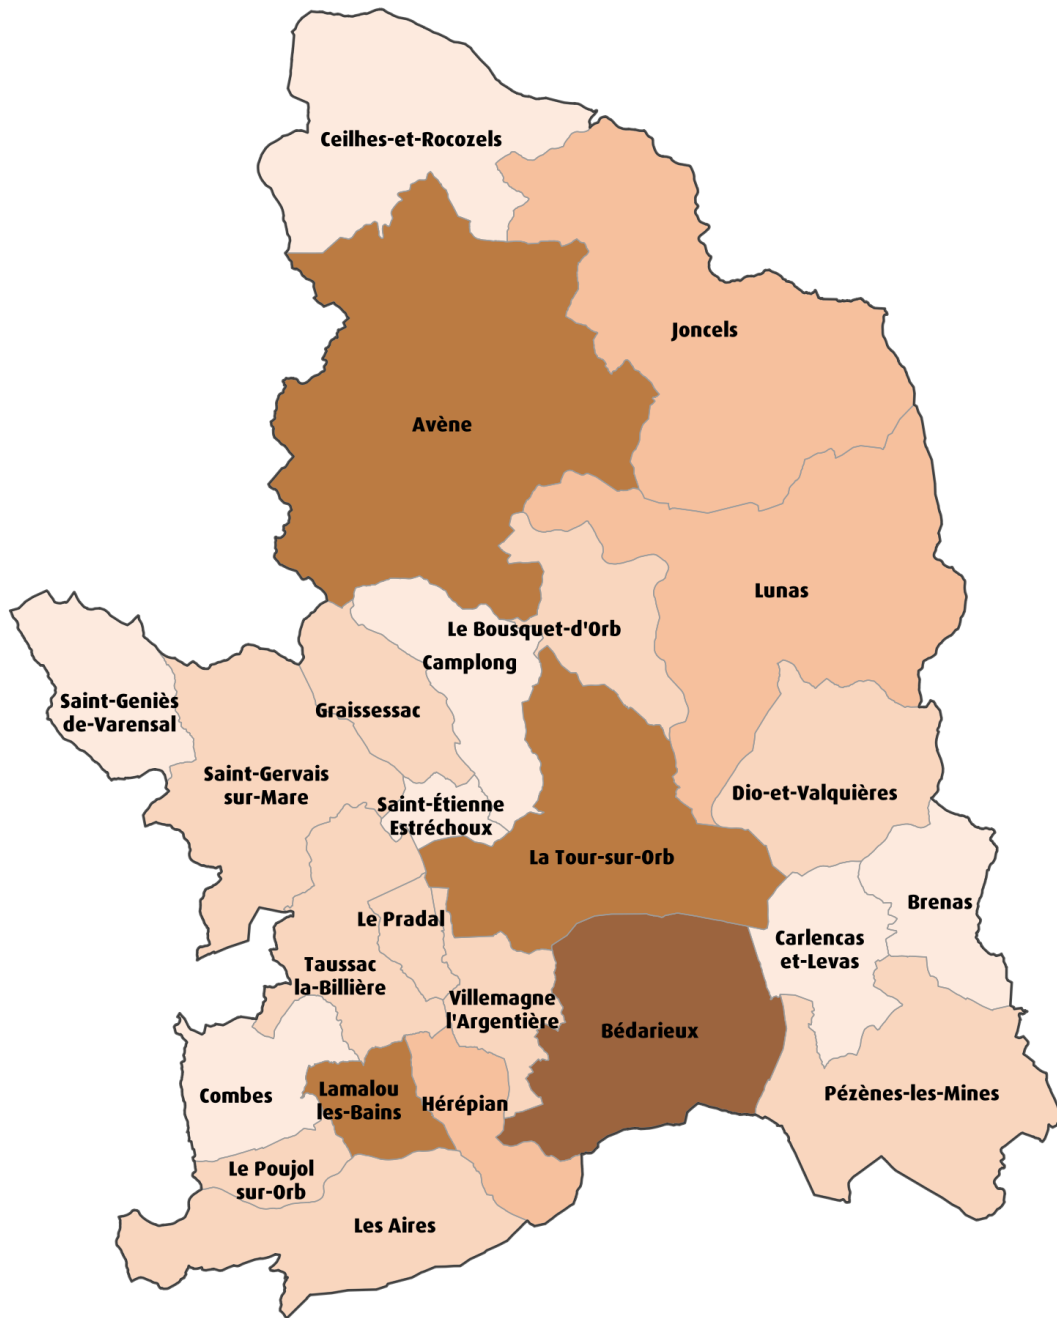 Ceilhes-et-Rocozels
Joncels
Avène
Lunas
Le Bousquet-d'Orb
Camplong
Saint-Geniès
de-Varensal
Graissessac
Saint-Gervais
sur-Mare
Dio-et-Valquières
Saint-Étienne
Estréchoux
La Tour-sur-Orb
Brenas
Le Pradal
Carlencas
et-Levas
Taussac
la-Billière
Villemagne
l'Argentière
Bédarieux
Combes
Lamalou
les-Bains
Hérépian
Pézènes-les-Mines
Le Poujol
sur-Orb
Les Aires